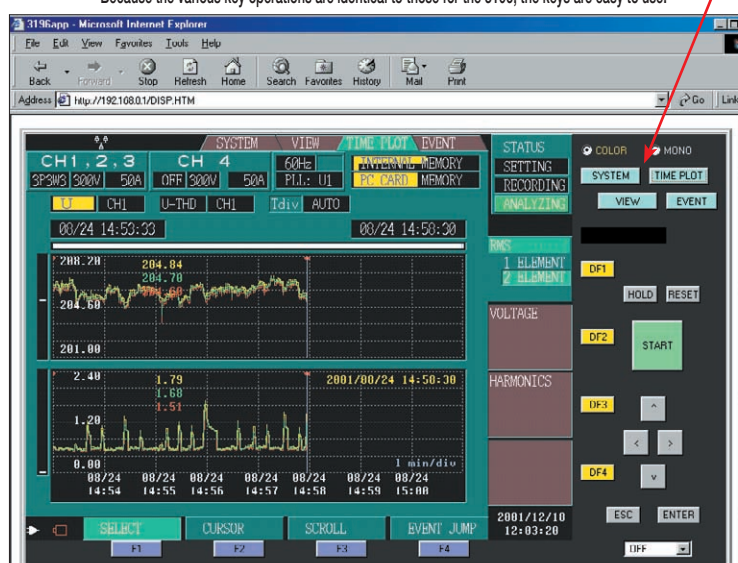 Because the various key operations are identical to those for the 3196, the keys are easy to use.
3196app - Microsoft Internet Explorer
File Edit View Favorites Tools Help
Back Forward Stop Refresh Home Search Favorites History Mail Print
Address http://192.168.0.1/DISP.HTM Go Link
SYSTEM VIEW TIME PLOT EVENT STATUS
CH1,2,3 CH 4 60Hz INTERNAL MEMORY SETTING
3P3W3 300V 50A OFF 300V 50A PLL: U1 PC CARD MEMORY RECORDING
U CH1 U-THD CH1 Tdiv AUTO ANALYZING
08/24 14:53:33 08/24 14:58:30
RMS
1 ELEMENT
2 ELEMENT
208.20 204.84
204.70
204.60
204.60
201.00
VOLTAGE
2.40 1.79 2001/08/24 14:58:30
1.68
1.51
1.20
0.00 1 min/div
08/24 08/24 08/24 08/24 08/24 08/24 08/24
14:54 14:55 14:56 14:57 14:58 14:59 15:00
HARMONICS
SELECT CURSOR SCROLL EVENT JUMP
2001/12/10
12:03:20
F1 F2 F3 F4
COLOR MONO
SYSTEM TIME PLOT
VIEW EVENT
DF1
HOLD RESET
DF2 START
DF3 ^
< >
DF4 v
ESC ENTER
OFF